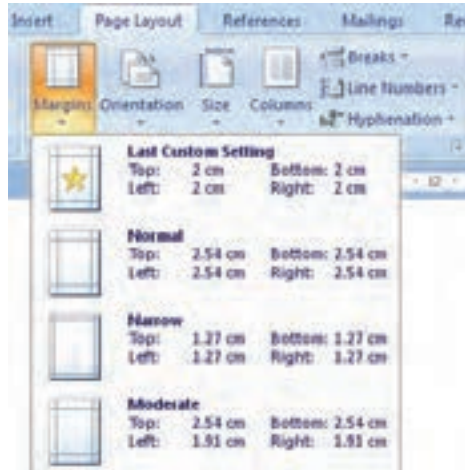 Insert Page Layout References Mailings Re
Margins Orientation Size Columns Breaks
Line Numbers
Hyphenation
12
Last Custom Setting
Top: 2 cm Bottom: 2 cm
Left: 2 cm Right: 2 cm
Normal
Top: 2.54 cm Bottom: 2.54 cm
Left: 2.54 cm Right: 2.54 cm
Narrow
Top: 1.27 cm Bottom: 1.27 cm
Left: 1.27 cm Right: 1.27 cm
Moderate
Top: 2.54 cm Bottom: 2.54 cm
Left: 1.91 cm Right: 1.91 cm